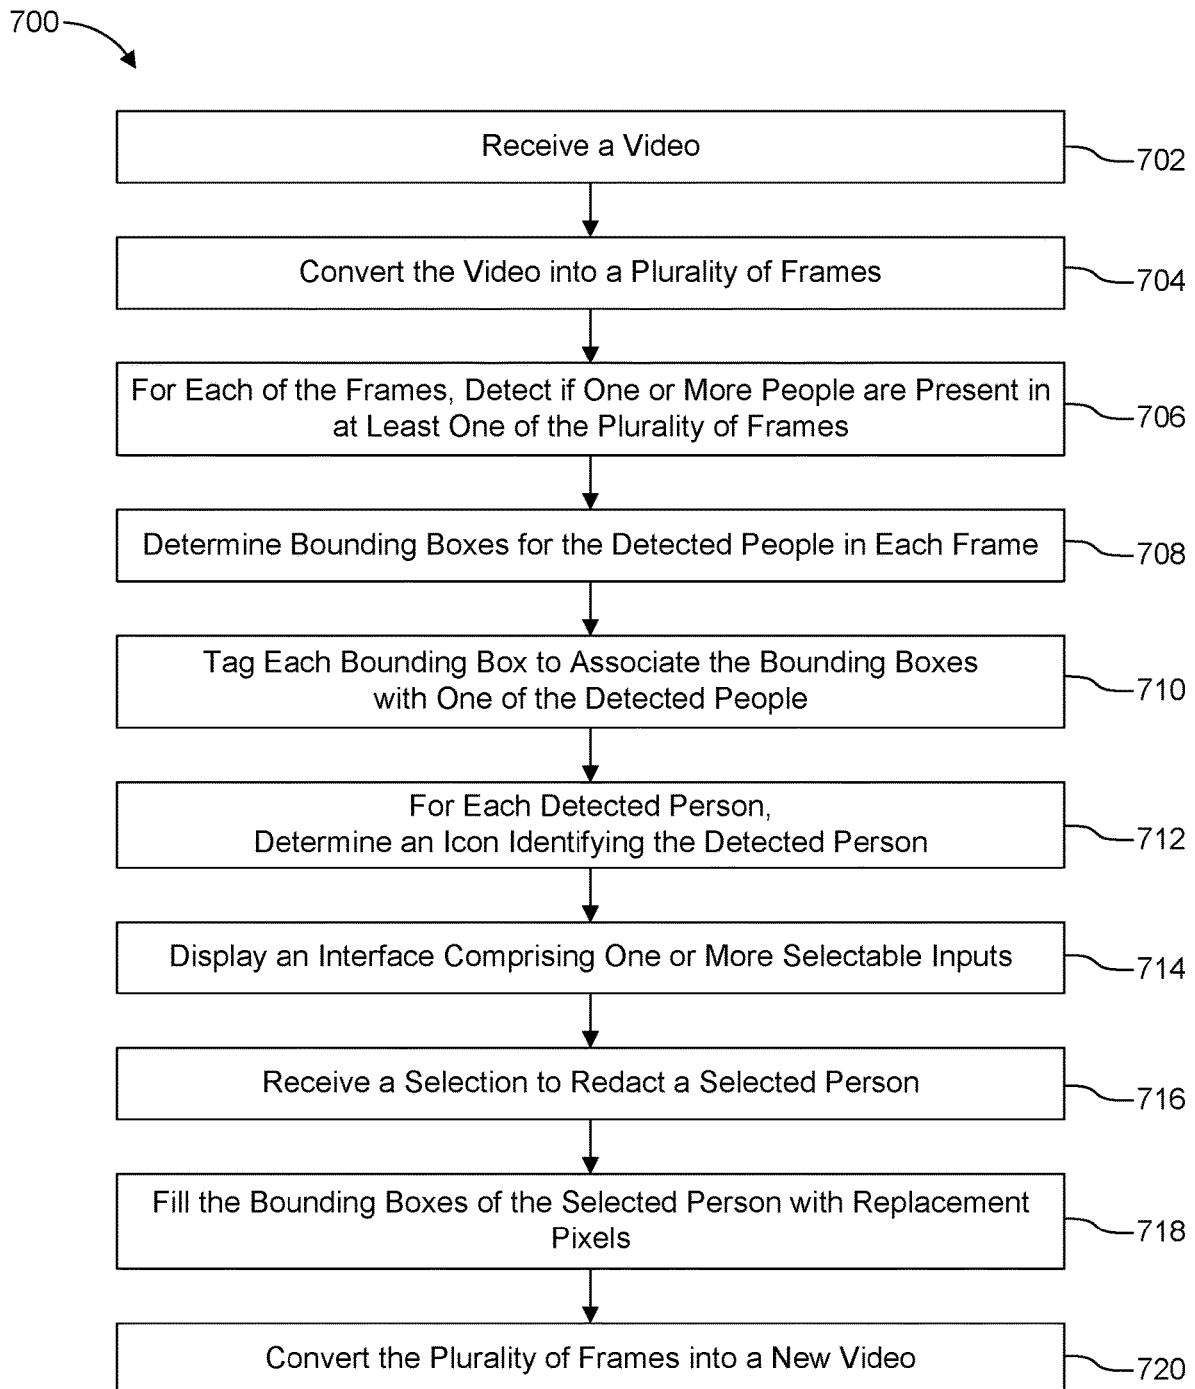 700
Receive a Video
702
Convert the Video into a Plurality of Frames
704
For Each of the Frames, Detect if One or More People are Present in
at Least One of the Plurality of Frames
706
Determine Bounding Boxes for the Detected People in Each Frame
708
Tag Each Bounding Box to Associate the Bounding Boxes
with One of the Detected People
710
For Each Detected Person,
Determine an Icon Identifying the Detected Person
712
Display an Interface Comprising One or More Selectable Inputs
714
Receive a Selection to Redact a Selected Person
716
Fill the Bounding Boxes of the Selected Person with Replacement
Pixels
718
Convert the Plurality of Frames into a New Video
720